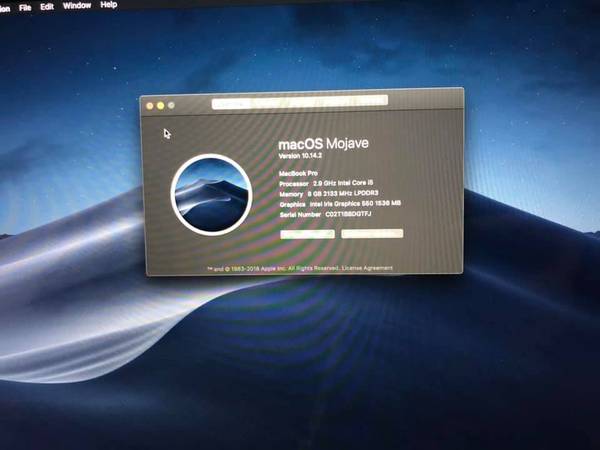 File Edit Window Help
macOS Mojave
Version 10.14.2
MacBook Pro
Processor 2.9 GHz Intel Core i5
Memory 8 GB 2133 MHz LPDDR3
Graphics Intel Iris Graphics 550 1536 MB
Serial Number
™ and © 1983-2018 Apple Inc. All Rights Reserved. License Agreement